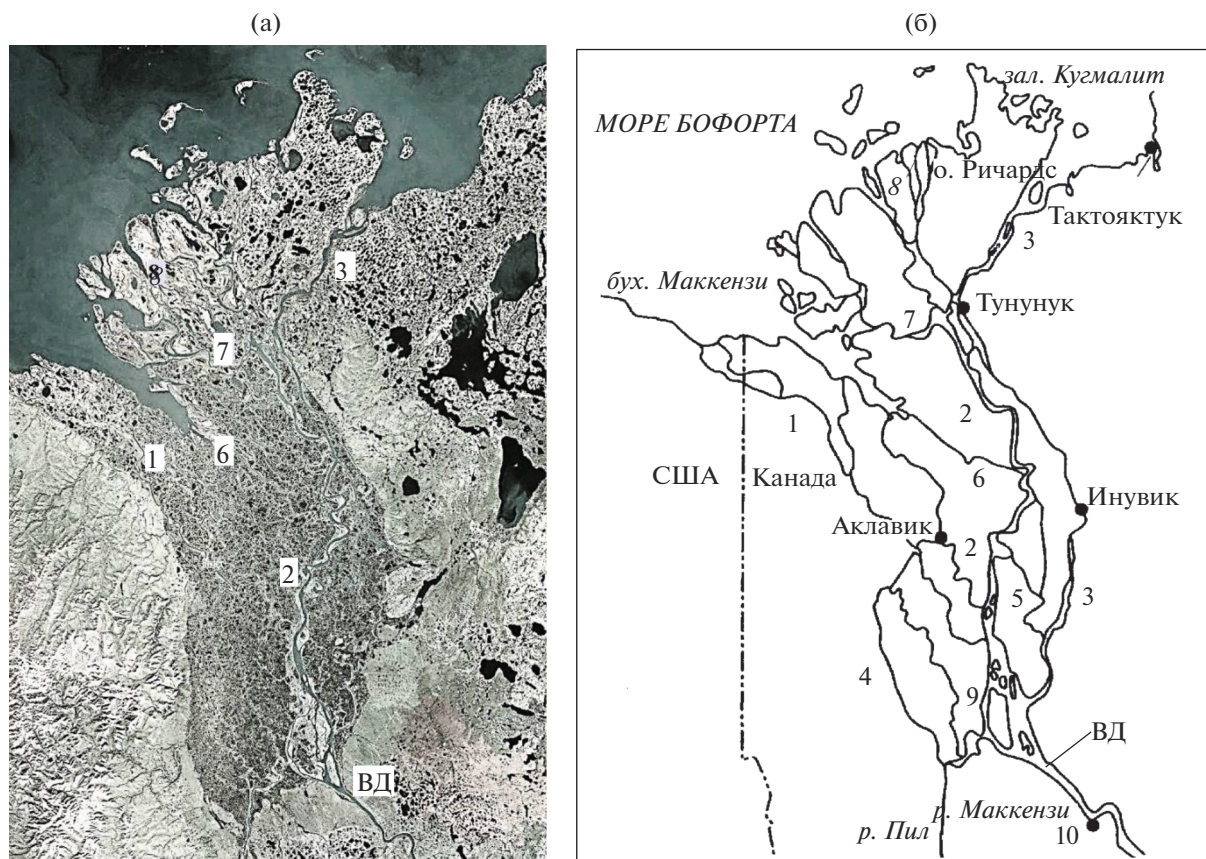 (а)
(б)
3
8
7
1
6
2
ВД
зал. Кугмалит
МОРЕ БОФОРТА
8
о. Ричардс
Тактояктук
3
бух. Маккензи
Тунунук
7
2
1
США
Канада
6
Инувик
Аклавик
2
5
3
4
9
ВД
р. Маккензи
р. Пил
10